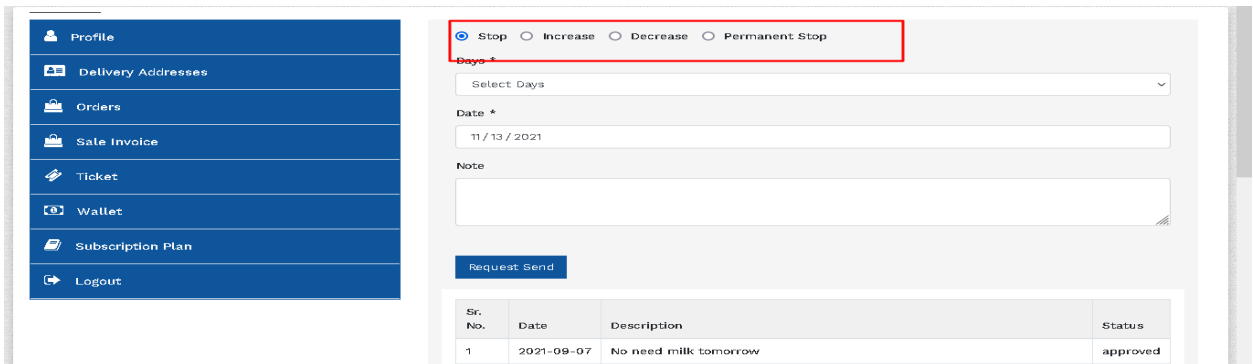 Profile
Delivery Addresses
Orders
Sale Invoice
Ticket
Wallet
Subscription Plan
Logout
Stop Increase Decrease Permanent Stop
Days *
Select Days
Date *
11 / 13 / 2021
Note
Request Send
Sr. No. Date Description Status
1 2021-09-07 No need milk tomorrow approved